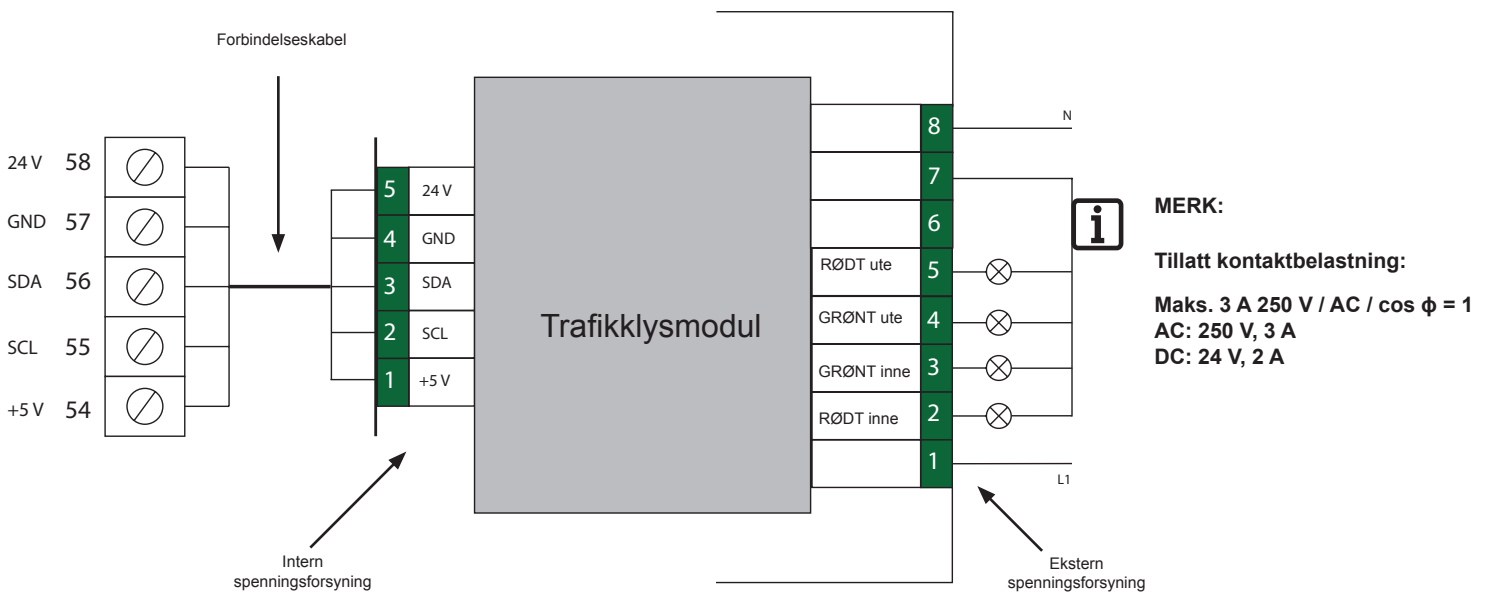 Forbindelseskabel
24 V 58
GND 57
SDA 56
SCL 55
+5 V 54
5 24 V
4 GND
3 SDA
2 SCL
1 +5 V
Intern
spenningsforsyning
Trafikklysmodul
8 N
7
6
RØDT ute 5
GRØNT ute 4
GRØNT inne 3
RØDT inne 2
1 L1
Ekstern
spenningsforsyning
i
MERK:
Tillatt kontaktbelastning:
Maks. 3 A 250 V / AC / cos ϕ = 1
AC: 250 V, 3 A
DC: 24 V, 2 A